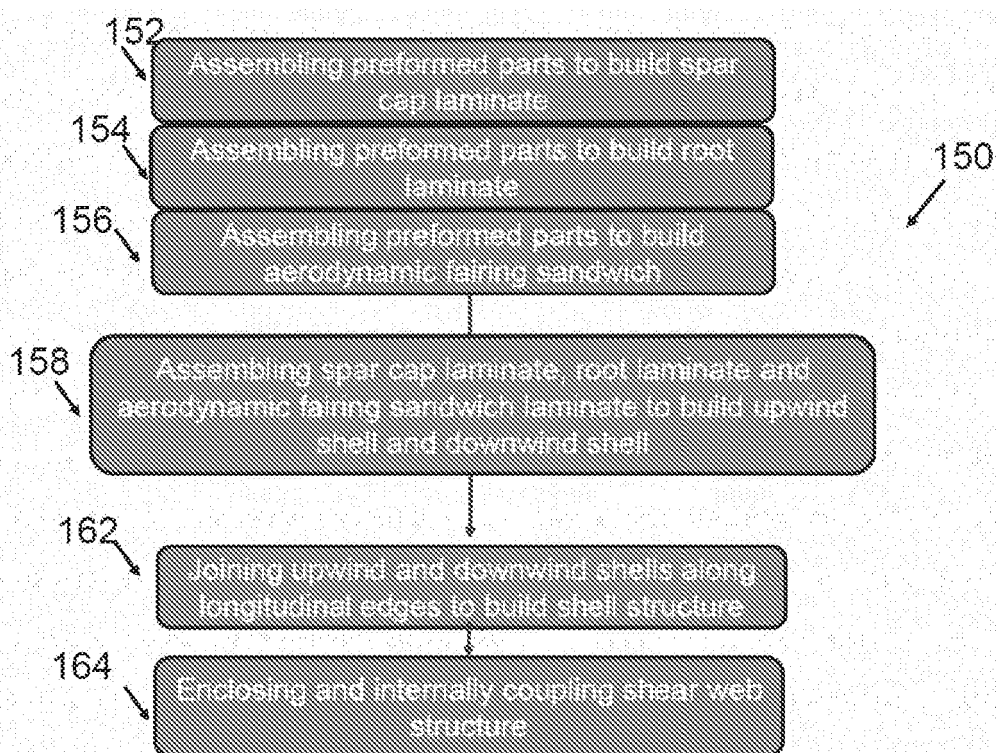 152
Assembling preformed parts to build spar
cap laminate
154
Assembling preformed parts to build root
laminate
150
156
Assembling preformed parts to build
aerodynamic fairing sandwich
158
Assembling spar cap laminate, root laminate and
aerodynamic fairing sandwich laminate to build upwind
shell and downwind shell
162
Joining upwind and downwind shells along
longitudinal edges to build shell structure
164
Enclosing and internally coupling shear web
structure